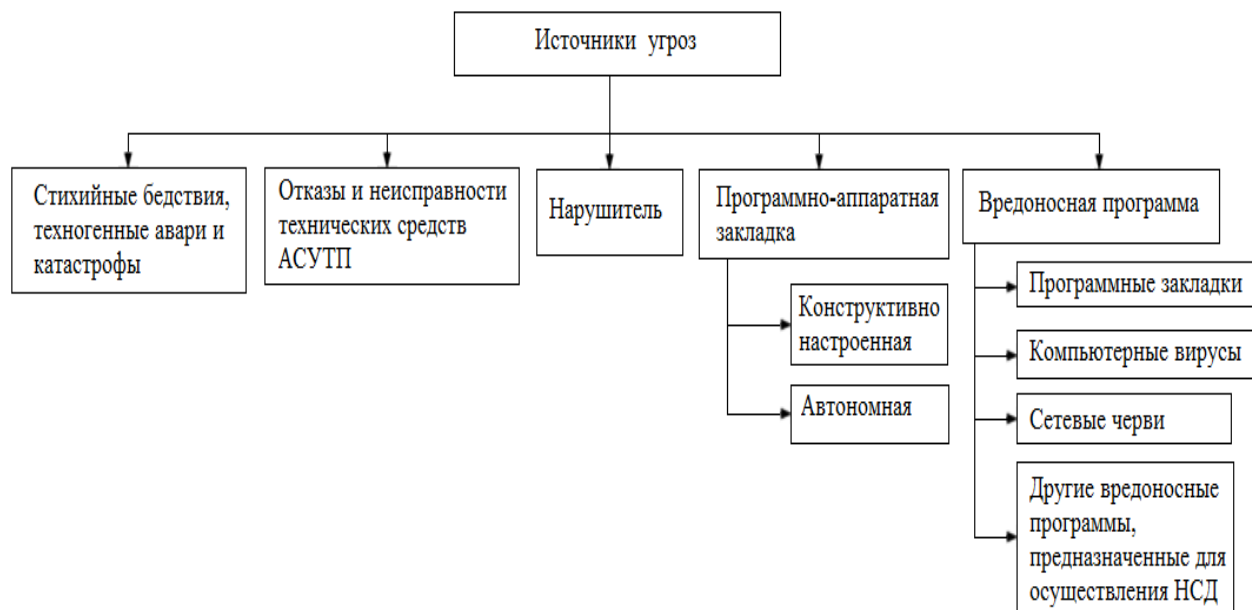 Источники угроз
Стихийные бедствия,
техногенные авари и
катастрофы
Отказы и неисправности
технических средств
АСУТП
Нарушитель
Программно-аппаратная
закладка
Конструктивно
настроенная
Автономная
Вредоносная программа
Программные закладки
Компьютерные вирусы
Сетевые черви
Другие вредоносные
программы,
предназначенные для
осуществления НСД